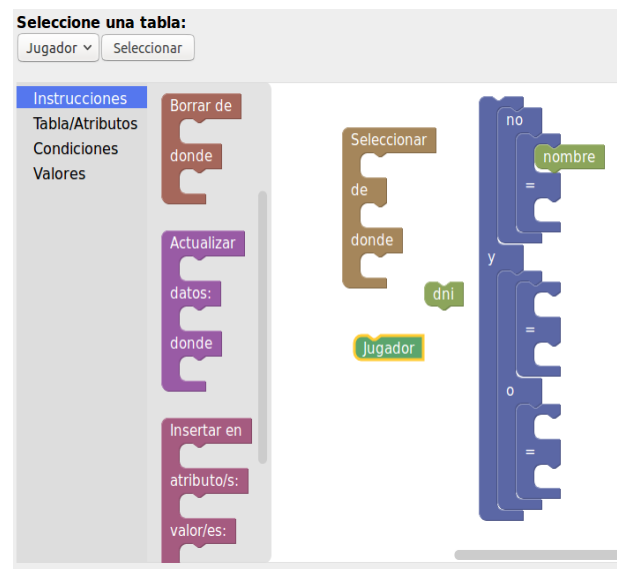 Seleccione una tabla:
Jugador Seleccionar
Instrucciones
Tabla/Atributos
Condiciones
Valores
Borrar de
donde
Actualizar
datos:
donde
Insertar en
atributo/s:
valor/es:
Seleccionar
de
donde
dni
Jugador
no
nombre
=
y
=
o
=